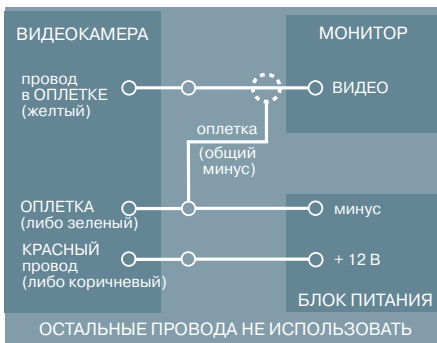 ВИДЕОКАМЕРА
МОНИТОР
провод
в ОПЛЕТКЕ
(желтый)
ВИДЕО
оплетка
(общий
минус)
ОПЛЕТКА
(либо зеленый)
минус
КРАСНЫЙ
провод
(либо коричневый)
+ 12 В
БЛОК ПИТАНИЯ
ОСТАЛЬНЫЕ ПРОВОДА НЕ ИСПОЛЬЗОВАТЬ